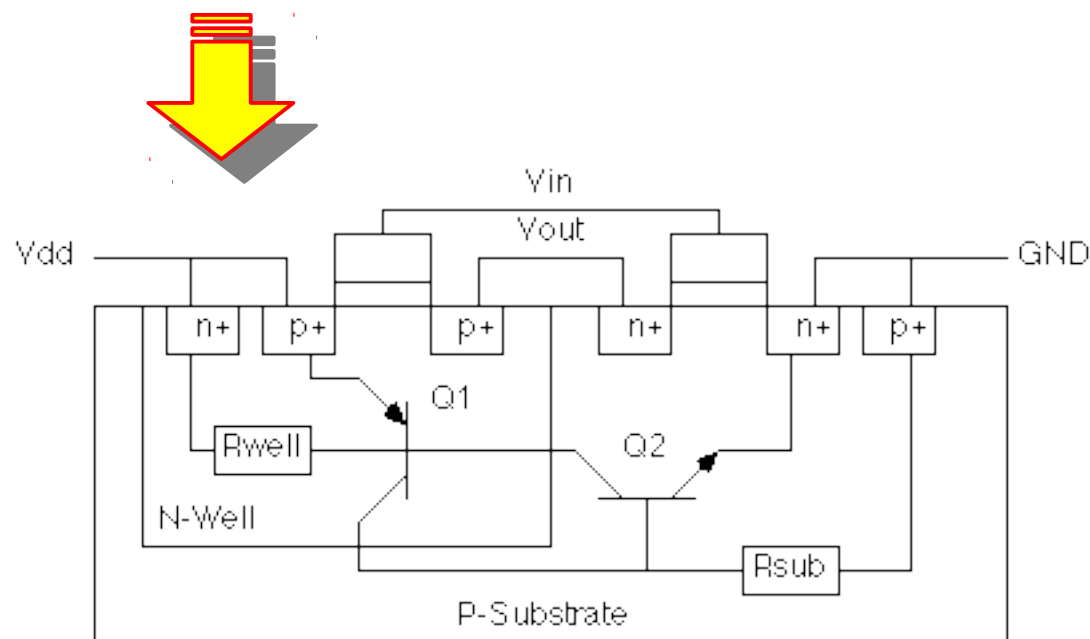 Vin
Vout
Vdd
GND
n+ p+ p+ n+ n+ p+
Q1
Rwell
Q2
N-Well
Rsub
P-Substrate